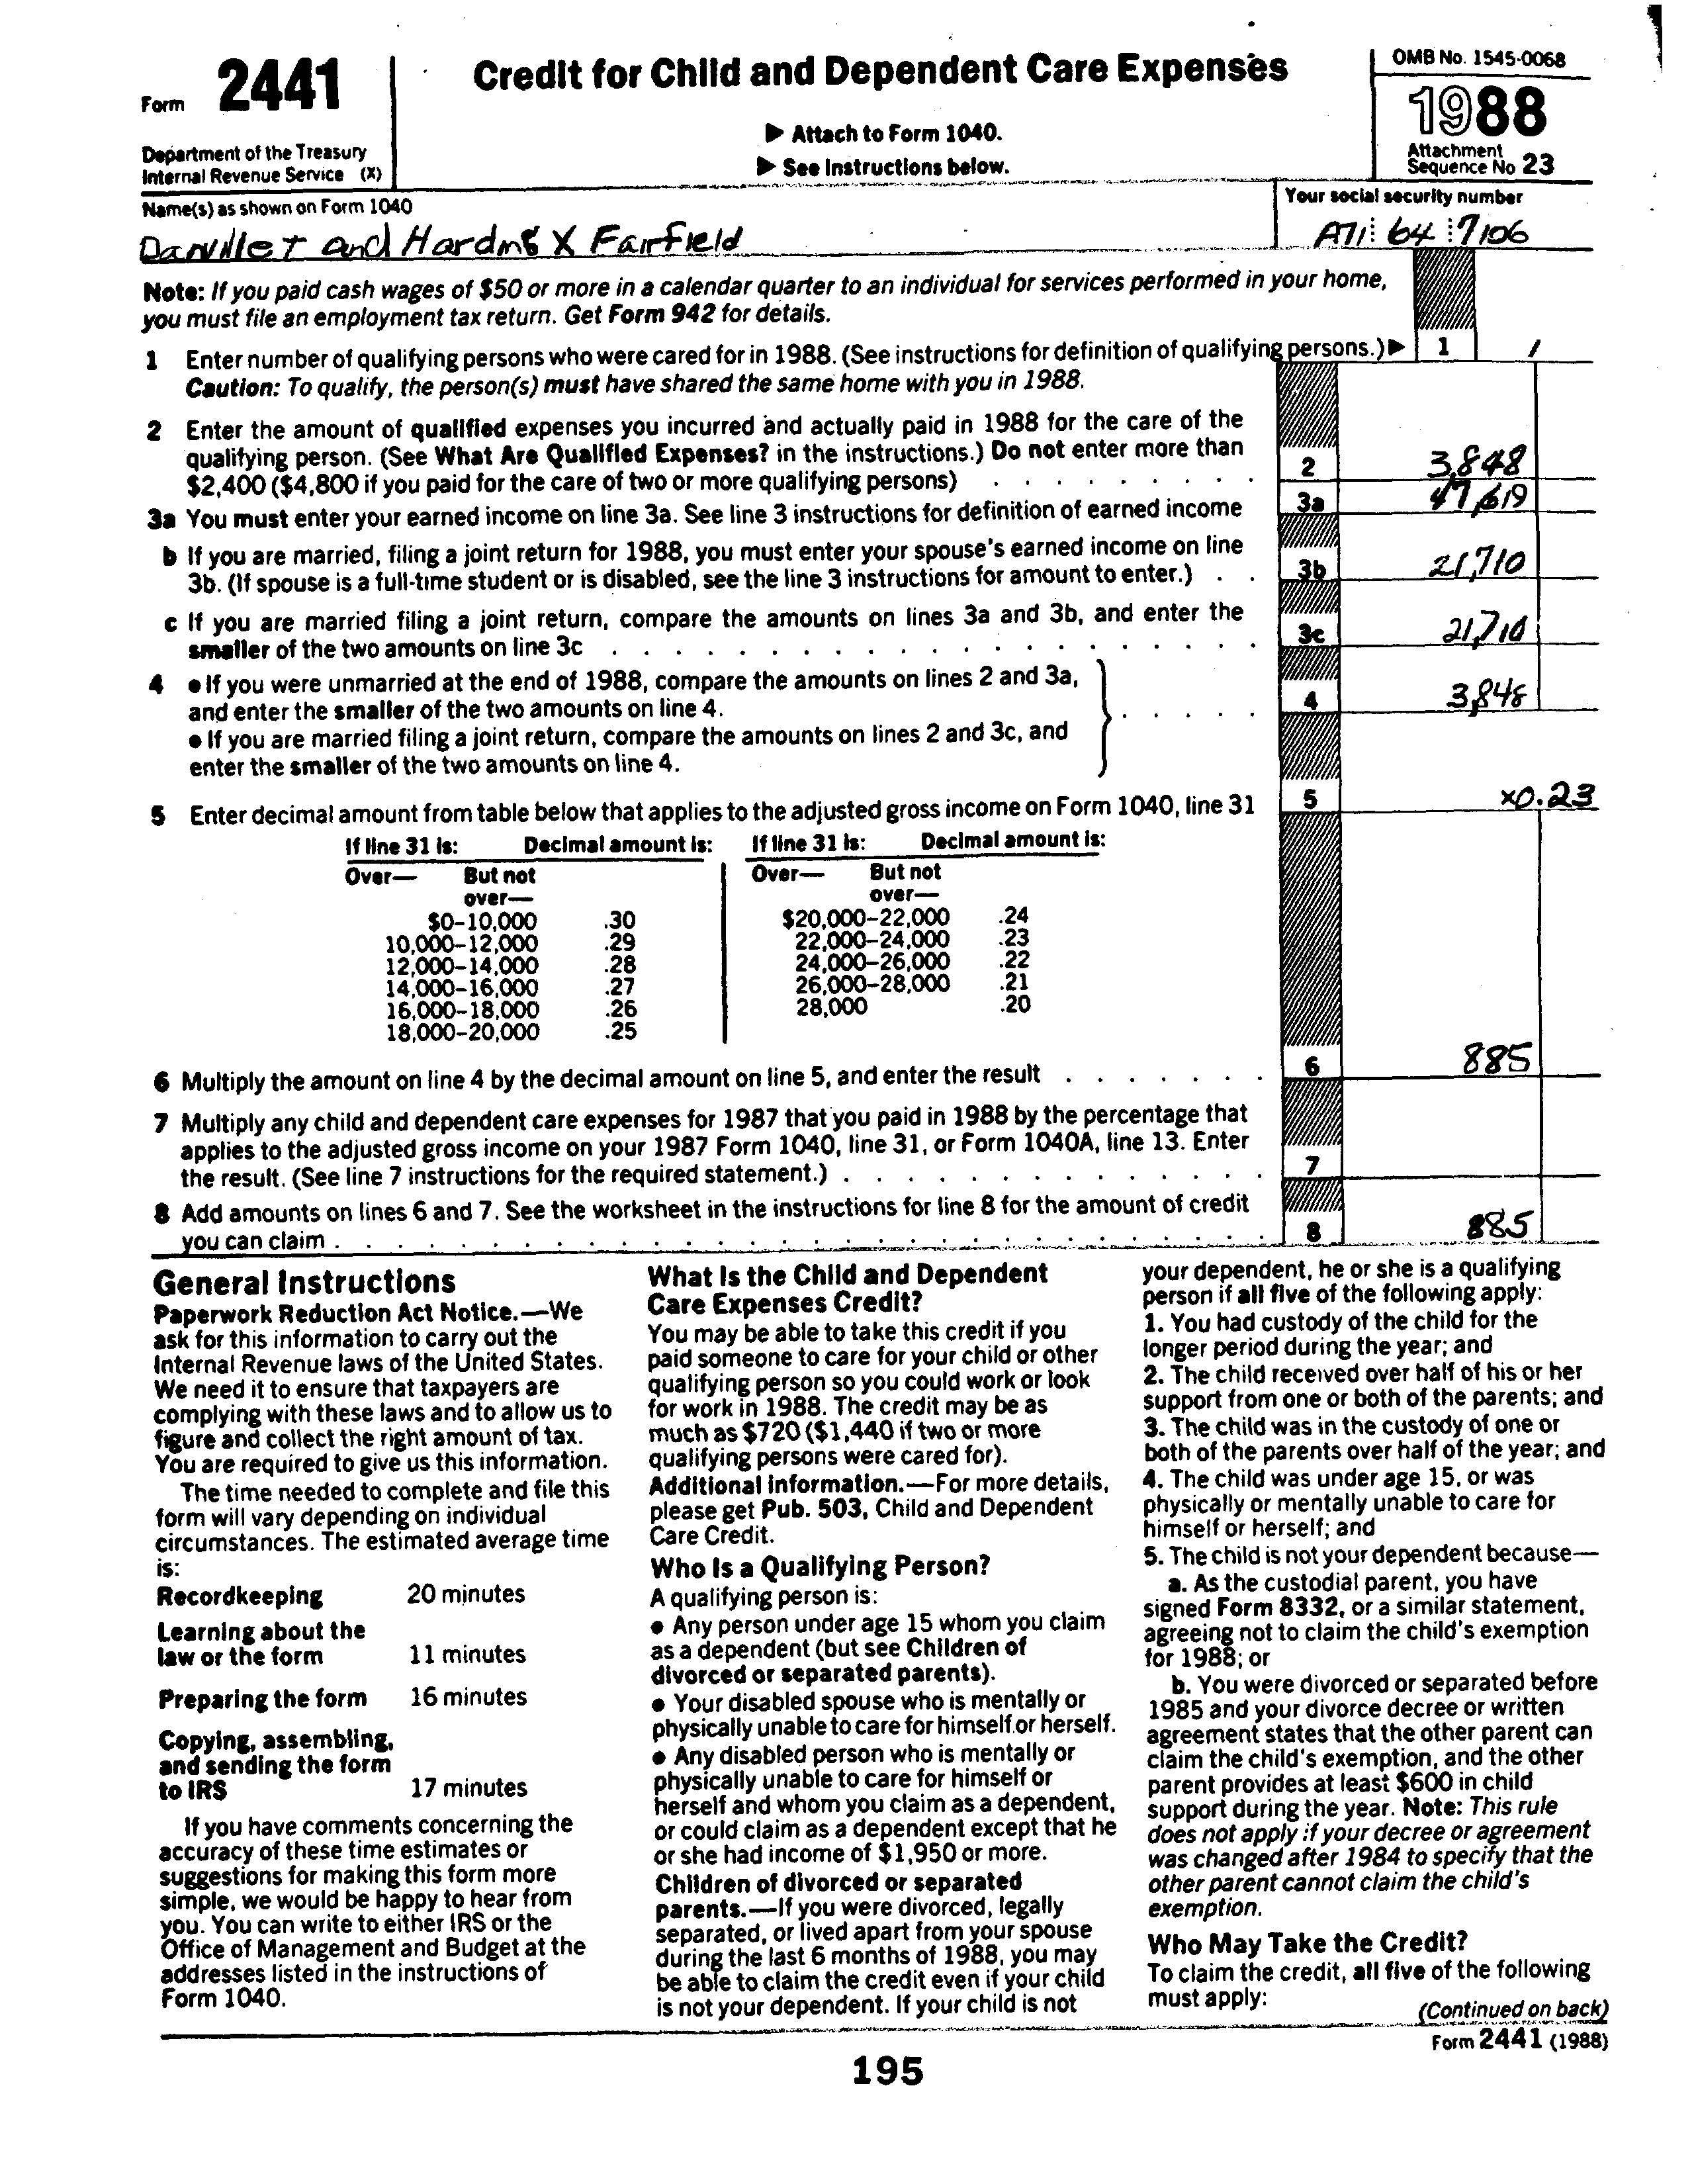 Form 2441
Department of the Treasury
Internal Revenue Service (X)
Credit for Child and Dependent Care Expenses
▶ Attach to Form 1040.
▶ See Instructions below.
OMB No. 1545-0068
1988
Attachment
Sequence No 23
Name(s) as shown on Form 1040
and X Fairfield
Your social security number
64 7106
Note: If you paid cash wages of $50 or more in a calendar quarter to an individual for services performed in your home,
you must file an employment tax return. Get Form 942 for details.
1 Enter number of qualifying persons who were cared for in 1988. (See instructions for definition of qualifying persons.) ▶ 1 1
Caution: To qualify, the person(s) must have shared the same home with you in 1988.
2 Enter the amount of qualified expenses you incurred and actually paid in 1988 for the care of the
qualifying person. (See What Are Qualified Expenses? in the instructions.) Do not enter more than
$2,400 ($4,800 if you paid for the care of two or more qualifying persons) . . . . . . . . . 2 3,848
3a You must enter your earned income on line 3a. See line 3 instructions for definition of earned income 3a 47,619
b If you are married, filing a joint return for 1988, you must enter your spouse's earned income on line
3b. (If spouse is a full-time student or is disabled, see the line 3 instructions for amount to enter.) . . 3b 21,710
c If you are married filing a joint return, compare the amounts on lines 3a and 3b, and enter the
smaller of the two amounts on line 3c . . . . . . . . . . . . . . . . . . . . . 3c 21,710
4 ● If you were unmarried at the end of 1988, compare the amounts on lines 2 and 3a,
and enter the smaller of the two amounts on line 4. . . . . . 4 3,848
● If you are married filing a joint return, compare the amounts on lines 2 and 3c, and
enter the smaller of the two amounts on line 4.
5 Enter decimal amount from table below that applies to the adjusted gross income on Form 1040, line 31 5 x0.23
If line 31 is: Decimal amount is: If line 31 is: Decimal amount is:
Over— But not Over— But not
over— over—
$0–10,000 .30 $20,000–22,000 .24
10,000–12,000 .29 22,000–24,000 .23
12,000–14,000 .28 24,000–26,000 .22
14,000–16,000 .27 26,000–28,000 .21
16,000–18,000 .26 28,000 .20
18,000–20,000 .25
6 Multiply the amount on line 4 by the decimal amount on line 5, and enter the result . . . . . . . 6 885
7 Multiply any child and dependent care expenses for 1987 that you paid in 1988 by the percentage that
applies to the adjusted gross income on your 1987 Form 1040, line 31, or Form 1040A, line 13. Enter
the result. (See line 7 instructions for the required statement.) . . . . . . . . . . . . . . 7
8 Add amounts on lines 6 and 7. See the worksheet in the instructions for line 8 for the amount of credit
you can claim . . . . . . . . . . . . . . . . . . . . . . . . . . . . . . 8 885
General Instructions
Paperwork Reduction Act Notice.—We
ask for this information to carry out the
Internal Revenue laws of the United States.
We need it to ensure that taxpayers are
complying with these laws and to allow us to
figure and collect the right amount of tax.
You are required to give us this information.
The time needed to complete and file this
form will vary depending on individual
circumstances. The estimated average time
is:
Recordkeeping 20 minutes
Learning about the
law or the form 11 minutes
Preparing the form 16 minutes
Copying, assembling,
and sending the form
to IRS 17 minutes
If you have comments concerning the
accuracy of these time estimates or
suggestions for making this form more
simple, we would be happy to hear from
you. You can write to either IRS or the
Office of Management and Budget at the
addresses listed in the instructions of
Form 1040.
What Is the Child and Dependent
Care Expenses Credit?
You may be able to take this credit if you
paid someone to care for your child or other
qualifying person so you could work or look
for work in 1988. The credit may be as
much as $720 ($1,440 if two or more
qualifying persons were cared for).
Additional Information.—For more details,
please get Pub. 503, Child and Dependent
Care Credit.
Who Is a Qualifying Person?
A qualifying person is:
● Any person under age 15 whom you claim
as a dependent (but see Children of
divorced or separated parents).
● Your disabled spouse who is mentally or
physically unable to care for himself or herself.
● Any disabled person who is mentally or
physically unable to care for himself or
herself and whom you claim as a dependent,
or could claim as a dependent except that he
or she had income of $1,950 or more.
Children of divorced or separated
parents.—If you were divorced, legally
separated, or lived apart from your spouse
during the last 6 months of 1988, you may
be able to claim the credit even if your child
is not your dependent. If your child is not
your dependent, he or she is a qualifying
person if all five of the following apply:
1. You had custody of the child for the
longer period during the year; and
2. The child received over half of his or her
support from one or both of the parents; and
3. The child was in the custody of one or
both of the parents over half of the year; and
4. The child was under age 15, or was
physically or mentally unable to care for
himself or herself; and
5. The child is not your dependent because—
a. As the custodial parent, you have
signed Form 8332, or a similar statement,
agreeing not to claim the child's exemption
for 1988; or
b. You were divorced or separated before
1985 and your divorce decree or written
agreement states that the other parent can
claim the child's exemption, and the other
parent provides at least $600 in child
support during the year. Note: This rule
does not apply if your decree or agreement
was changed after 1984 to specify that the
other parent cannot claim the child's
exemption.
Who May Take the Credit?
To claim the credit, all five of the following
must apply:
(Continued on back)
Form 2441 (1988)
195